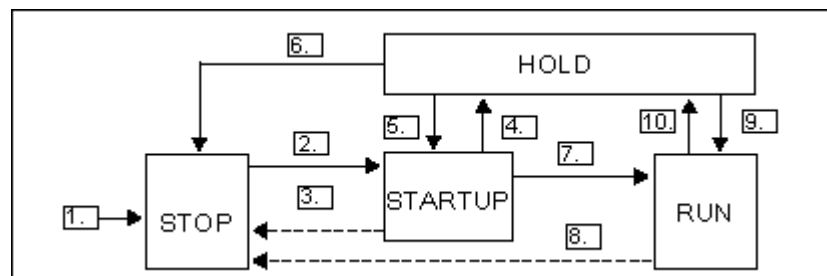 6.
HOLD
5.
4.
10.
9.
2.
7.
3.
STARTUP
1.
STOP
RUN
8.